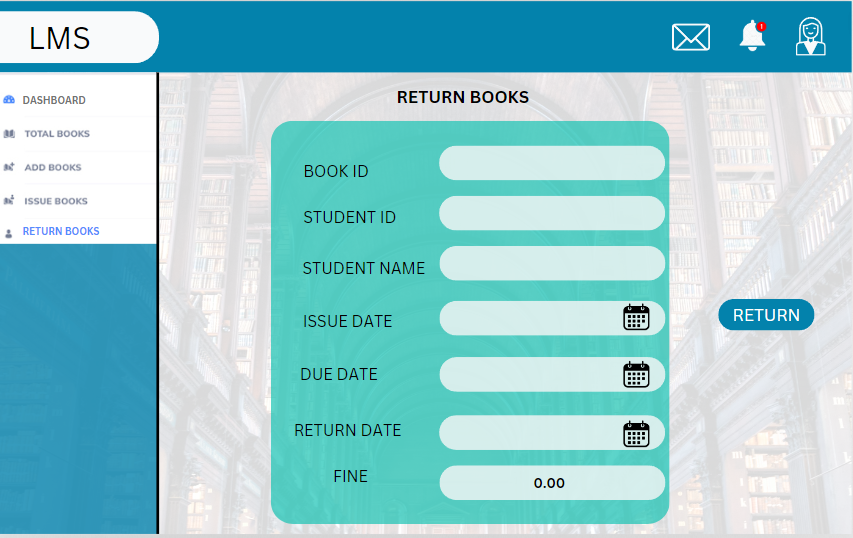 LMS
1
DASHBOARD
TOTAL BOOKS
ADD BOOKS
ISSUE BOOKS
RETURN BOOKS
RETURN BOOKS
BOOK ID
STUDENT ID
STUDENT NAME
ISSUE DATE
DUE DATE
RETURN DATE
FINE
0.00
RETURN